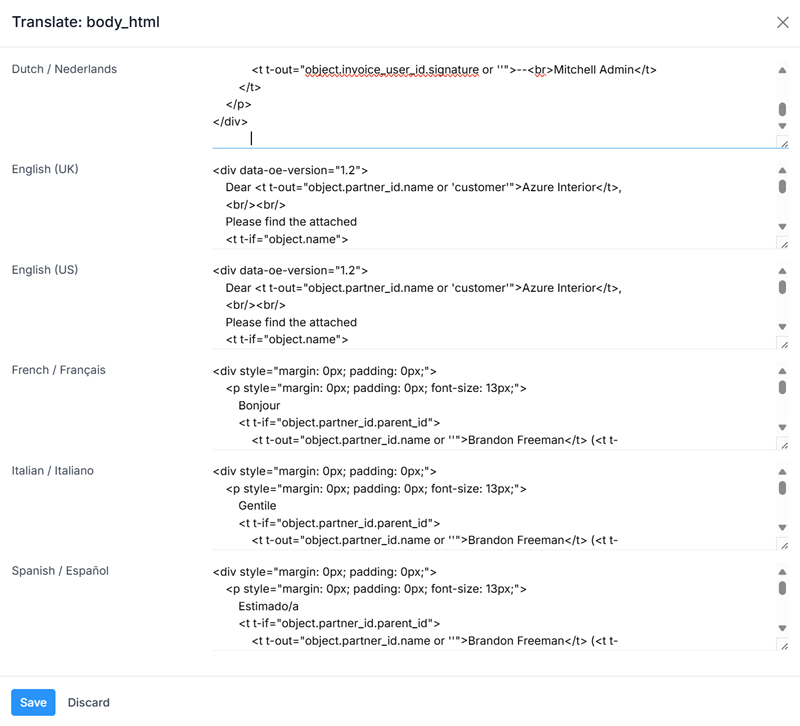 Translate: body_html
Dutch / Nederlands
<t t-out="object.invoice_user_id.signature or ''">--<br>Mitchell Admin</t>
</t>
</p>
</div>
English (UK)
<div data-oe-version="1.2">
Dear <t t-out="object.partner_id.name or 'customer'">Azure Interior</t>,
<br/><br/>
Please find the attached
<t t-if="object.name">
English (US)
<div data-oe-version="1.2">
Dear <t t-out="object.partner_id.name or 'customer'">Azure Interior</t>,
<br/><br/>
Please find the attached
<t t-if="object.name">
French / Français
<div style="margin: 0px; padding: 0px;">
<p style="margin: 0px; padding: 0px; font-size: 13px;">
Bonjour
<t t-if="object.partner_id.parent_id">
<t t-out="object.partner_id.name or ''">Brandon Freeman</t> (<t t-
Italian / Italiano
<div style="margin: 0px; padding: 0px;">
<p style="margin: 0px; padding: 0px; font-size: 13px;">
Gentile
<t t-if="object.partner_id.parent_id">
<t t-out="object.partner_id.name or ''">Brandon Freeman</t> (<t t-
Spanish / Español
<div style="margin: 0px; padding: 0px;">
<p style="margin: 0px; padding: 0px; font-size: 13px;">
Estimado/a
<t t-if="object.partner_id.parent_id">
<t t-out="object.partner_id.name or ''">Brandon Freeman</t> (<t t-
Save
Discard